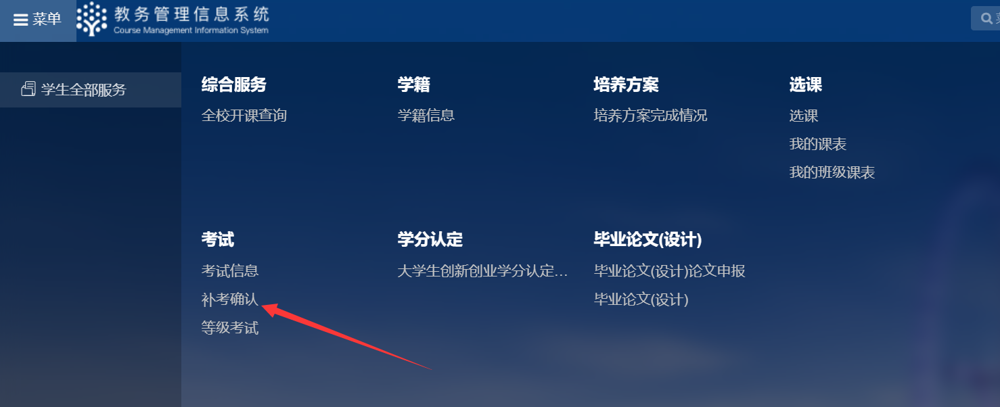 菜单
教务管理信息系统
Course Management Information System
学生全部服务
综合服务
全校开课查询
学籍
学籍信息
培养方案
培养方案完成情况
选课
选课
我的课表
我的班级课表
考试
考试信息
补考确认
等级考试
学分认定
大学生创新创业学分认定...
毕业论文(设计)
毕业论文(设计)论文申报
毕业论文(设计)